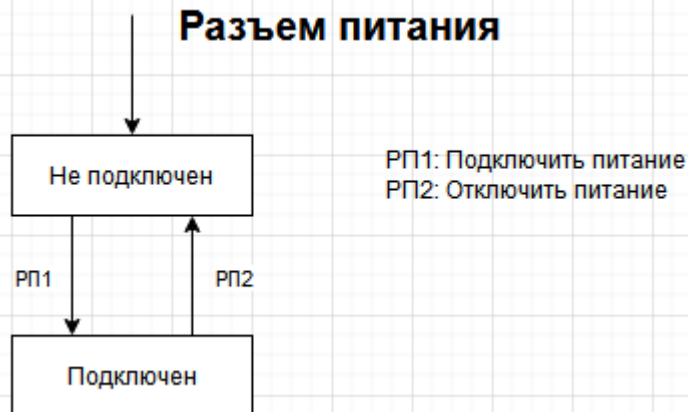 Разъем питания
Не подключен
РП1: Подключить питание
РП2: Отключить питание
РП1
РП2
Подключен